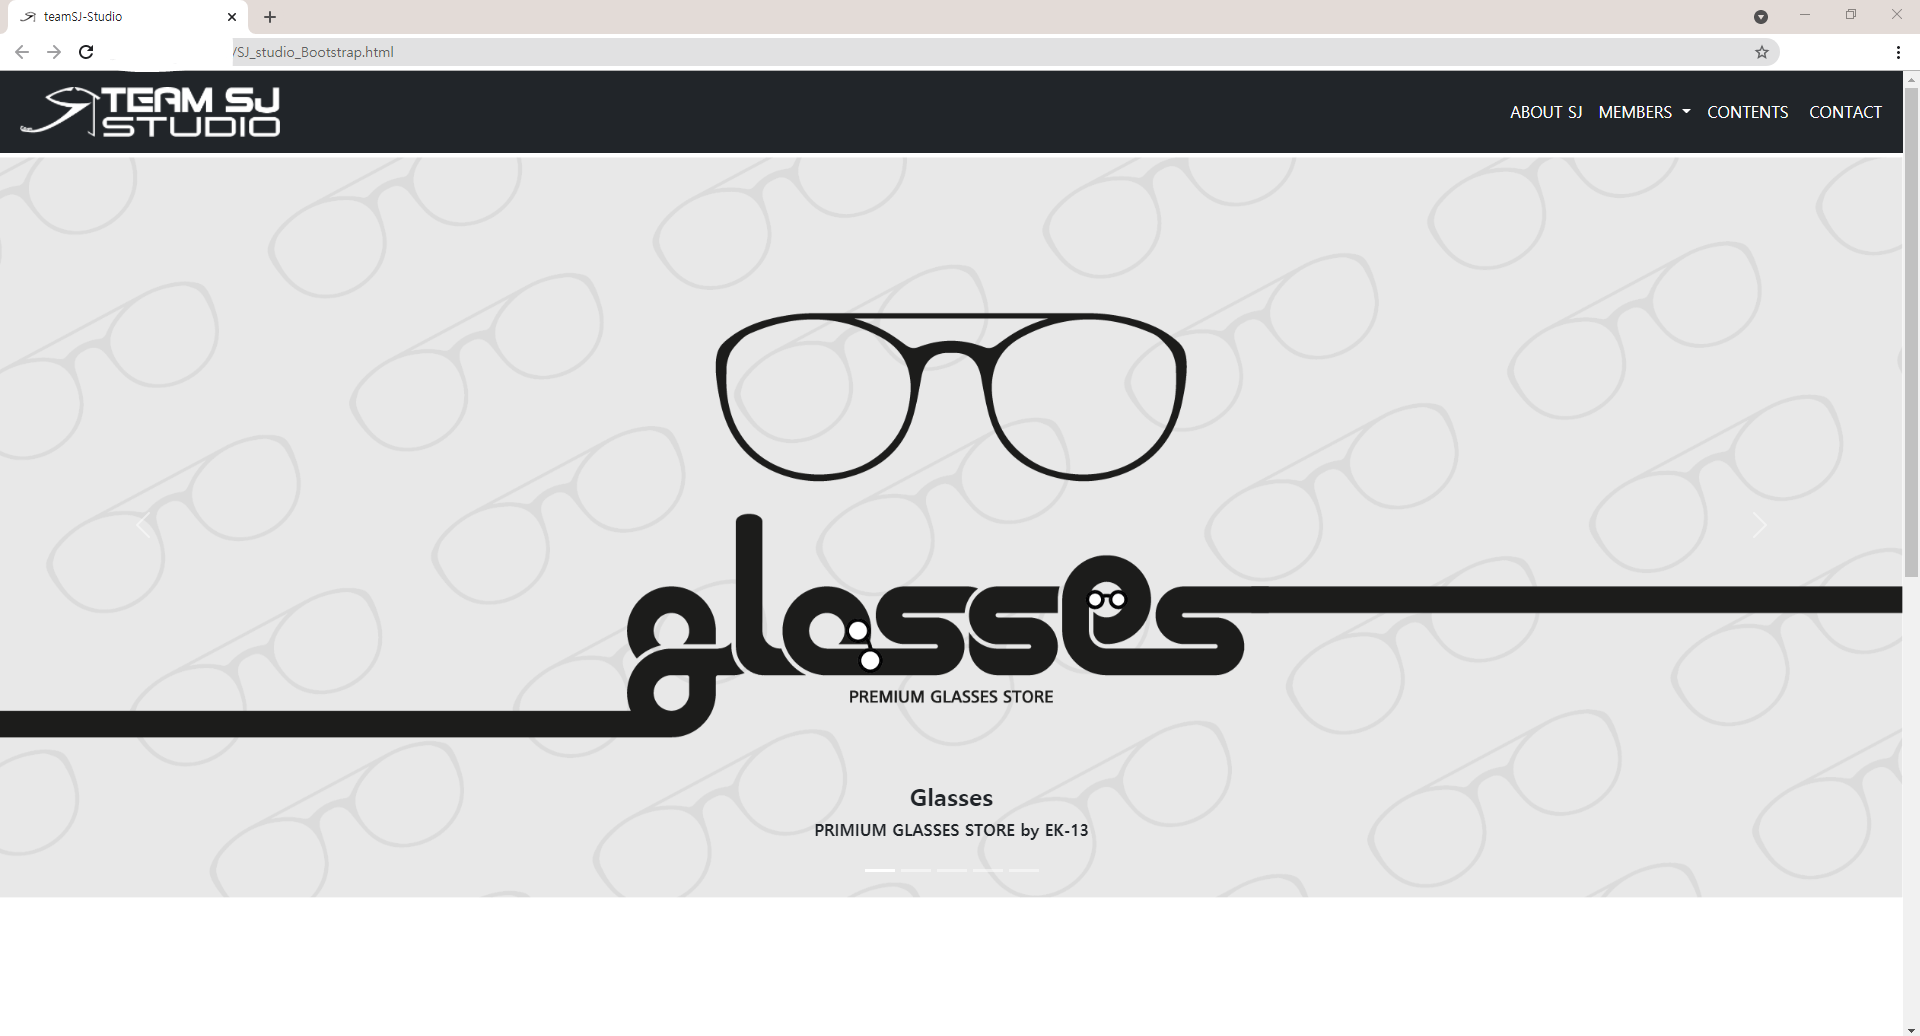 teamSJ-Studio
/SJ_studio_Bootstrap.html
TEAM SJ
STUDIO
ABOUT SJ MEMBERS CONTENTS CONTACT
glasses
PREMIUM GLASSES STORE
Glasses
PRIMIUM GLASSES STORE by EK-13